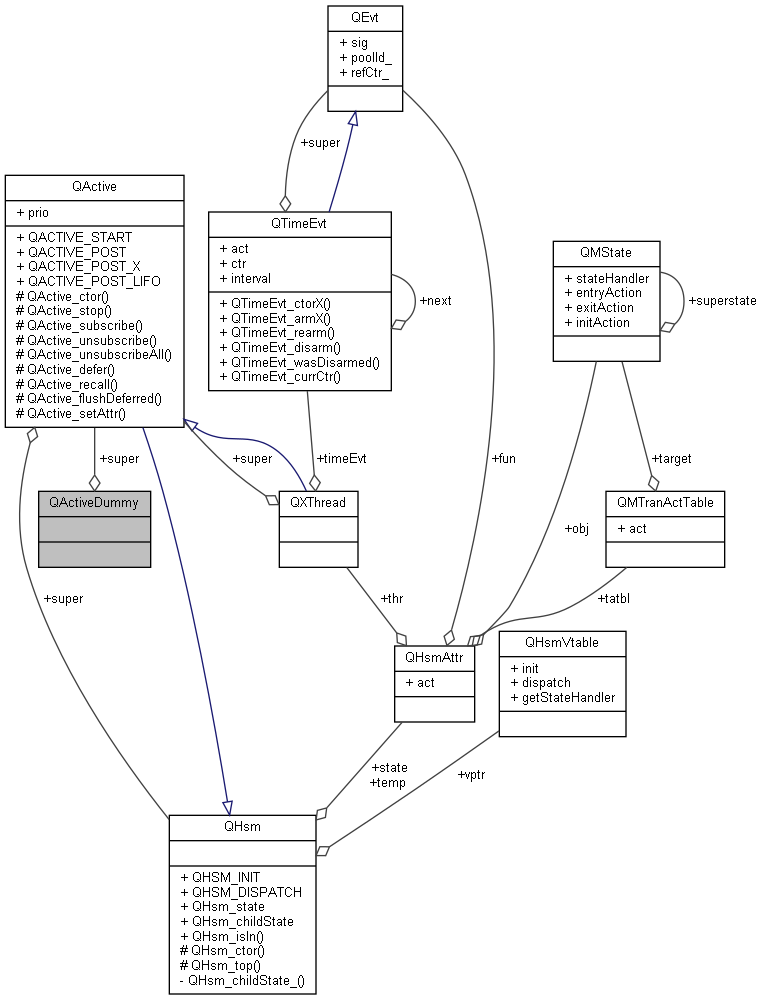 QEvt
+ sig
+ poolId_
+ refCtr_
+super
QActive
+ prio
+ QACTIVE_START
+ QACTIVE_POST
+ QACTIVE_POST_X
+ QACTIVE_POST_LIFO
# QActive_ctor()
# QActive_stop()
# QActive_subscribe()
# QActive_unsubscribe()
# QActive_unsubscribeAll()
# QActive_defer()
# QActive_recall()
# QActive_flushDeferred()
# QActive_setAttr()
QTimeEvt
+ act
+ ctr
+ interval
+ QTimeEvt_ctorX()
+ QTimeEvt_armX()
+ QTimeEvt_rearm()
+ QTimeEvt_disarm()
+ QTimeEvt_wasDisarmed()
+ QTimeEvt_currCtr()
+next
QMState
+ stateHandler
+ entryAction
+ exitAction
+ initAction
+superstate
+super
+super
+timeEvt
+fun
+target
QActiveDummy
QXThread
QMTranActTable
+ act
+obj
+super
+thr
+tatbl
QHsmAttr
+ act
QHsmVtable
+ init
+ dispatch
+ getStateHandler
+state
+temp
+vptr
QHsm
+ QHSM_INIT
+ QHSM_DISPATCH
+ QHsm_state
+ QHsm_childState
+ QHsm_isIn()
# QHsm_ctor()
# QHsm_top()
- QHsm_childState_()